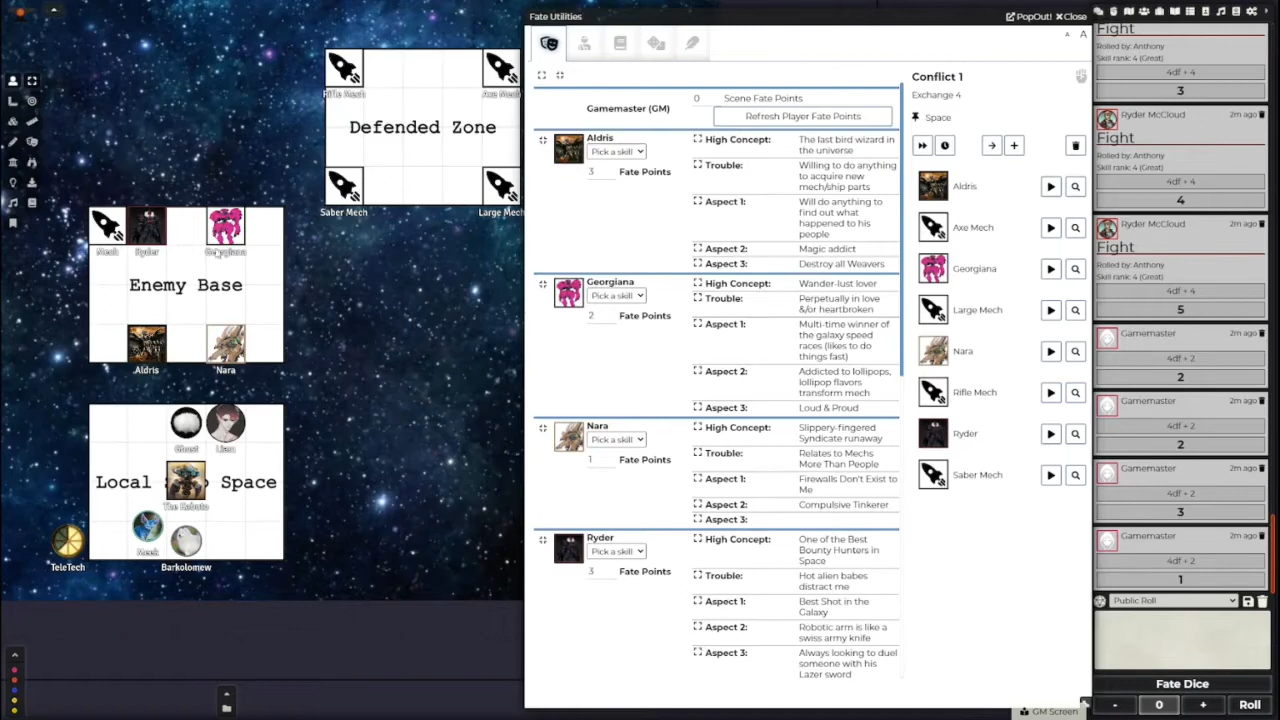 Fate Utilities
PopOut!
Close
A
A
Rifle Mech
Axe Mech
Defended Zone
Saber Mech
Large Mech
Mech
Ryder
Georgiana
Enemy Base
Aldris
Nara
Ghost
Liam
Local
Space
The Kabuto
Meek
TeleTech
Barkolomew
Gamemaster (GM)
0
Scene Fate Points
Refresh Player Fate Points
Aldris
Pick a skill
3
Fate Points
High Concept:
The last bird wizard in
the universe
Trouble:
Willing to do anything
to acquire new
mech/ship parts
Aspect 1:
Will do anything to
find out what
happened to his
people
Aspect 2:
Magic addict
Aspect 3:
Destroy all Weavers
Georgiana
Pick a skill
2
Fate Points
High Concept:
Wander-lust lover
Trouble:
Perpetually in love
&/or heartbroken
Aspect 1:
Multi-time winner of
the galaxy speed
races (likes to do
things fast)
Aspect 2:
Addicted to lollipops,
lollipop flavors
transform mech
Aspect 3:
Loud & Proud
Nara
Pick a skill
1
Fate Points
High Concept:
Slippery-fingered
Syndicate runaway
Trouble:
Relates to Mechs
More Than People
Aspect 1:
Firewalls Don't Exist to
Me
Aspect 2:
Compulsive Tinkerer
Aspect 3:
Ryder
Pick a skill
3
Fate Points
High Concept:
One of the Best
Bounty Hunters in
Space
Trouble:
Hot alien babes
distract me
Aspect 1:
Best Shot in the
Galaxy
Aspect 2:
Robotic arm is like a
swiss army knife
Aspect 3:
Always looking to duel
someone with his
Lazer sword
Conflict 1
Exchange 4
Space
Aldris
Axe Mech
Georgiana
Large Mech
Nara
Rifle Mech
Ryder
Saber Mech
GM Screen
Fight
Rolled by: Anthony
Skill rank: 4 (Great)
4df + 4
3
Ryder McCloud
2m ago
Fight
Rolled by: Anthony
Skill rank: 4 (Great)
4df + 4
4
Ryder McCloud
2m ago
Fight
Rolled by: Anthony
Skill rank: 4 (Great)
4df + 4
5
Gamemaster
2m ago
4df + 2
2
Gamemaster
2m ago
4df + 2
2
Gamemaster
2m ago
4df + 2
3
Gamemaster
2m ago
4df + 2
1
Public Roll
Fate Dice
-
0
+
Roll